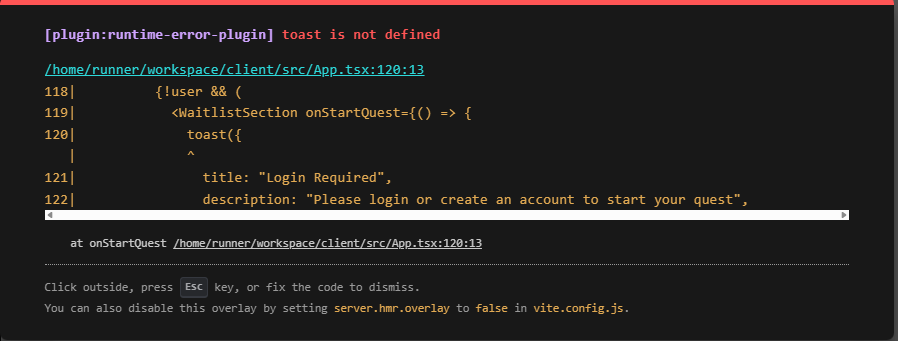 [plugin:runtime-error-plugin] toast is not defined
/home/runner/workspace/client/src/App.tsx:120:13
118|          {!user && (
119|            <WaitlistSection onStartQuest={() => {
120|              toast({
   |              ^
121|                title: "Login Required",
122|                description: "Please login or create an account to start your quest",
at onStartQuest /home/runner/workspace/client/src/App.tsx:120:13
Click outside, press Esc key, or fix the code to dismiss.
You can also disable this overlay by setting server.hmr.overlay to false in vite.config.js.